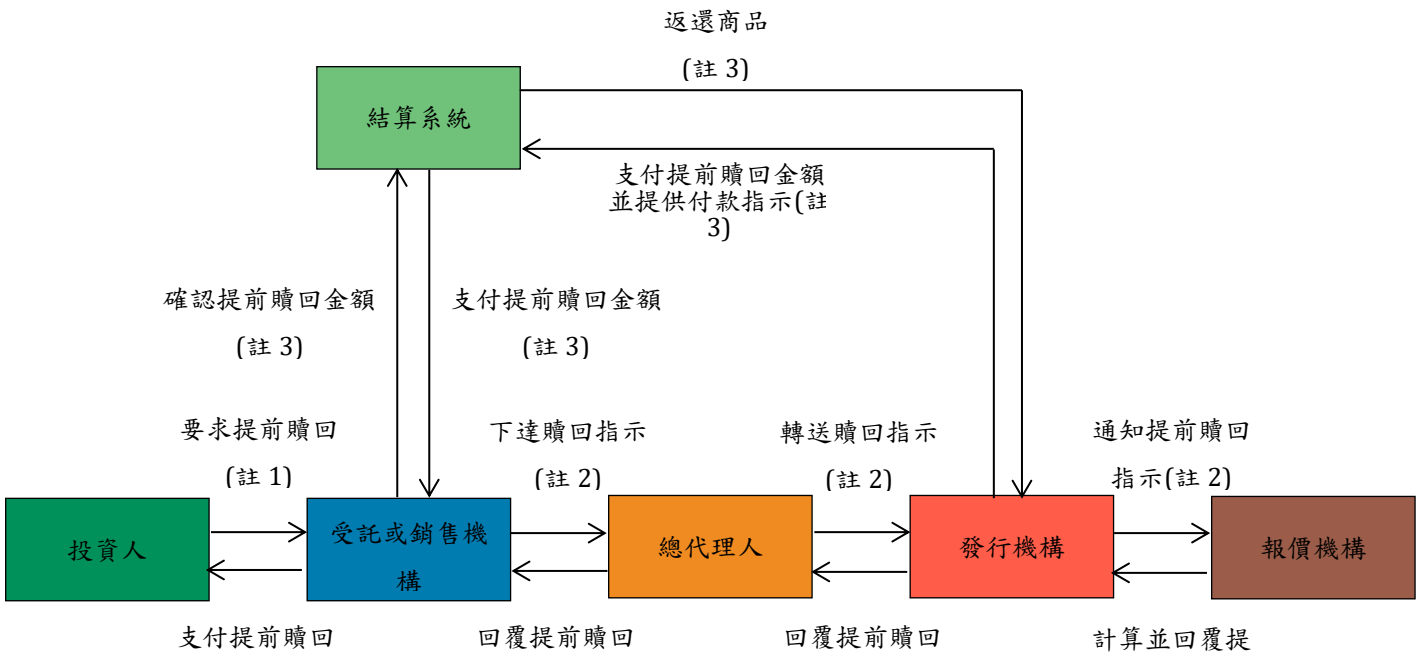 返還商品
(註 3)
結算系統
支付提前贖回金額
並提供付款指示(註
3)
確認提前贖回金額
(註 3)
支付提前贖回金額
(註 3)
要求提前贖回
(註 1)
下達贖回指示
(註 2)
轉送贖回指示
(註 2)
通知提前贖回
指示(註 2)
投資人
受託或銷售機
構
總代理人
發行機構
報價機構
支付提前贖回
回覆提前贖回
回覆提前贖回
計算並回覆提